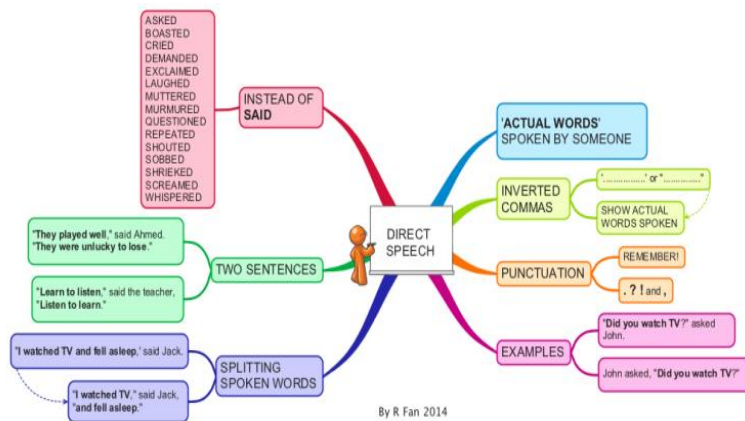 ASKED
BOASTED
CRIED
DEMANDED
EXCLAIMED
LAUGHED
MUTTERED
MURMURED
QUESTIONED
REPEATED
SHOUTED
SOBBED
SHRIEKED
SCREAMED
WHISPERED
INSTEAD OF
SAID
"They played well," said Ahmed.
"They were unlucky to lose."
"Learn to listen," said the teacher,
"Listen to learn."
TWO SENTENCES
"I watched TV and fell asleep,' said Jack.
"I watched TV," said Jack,
"and fell asleep."
SPLITTING
SPOKEN WORDS
DIRECT
SPEECH
'ACTUAL WORDS'
SPOKEN BY SOMEONE
INVERTED
COMMAS
'................' or "..............."
SHOW ACTUAL
WORDS SPOKEN
PUNCTUATION
REMEMBER!
. ? ! and ,
EXAMPLES
"Did you watch TV?" asked
John.
John asked, "Did you watch TV?"
By R Fan 2014